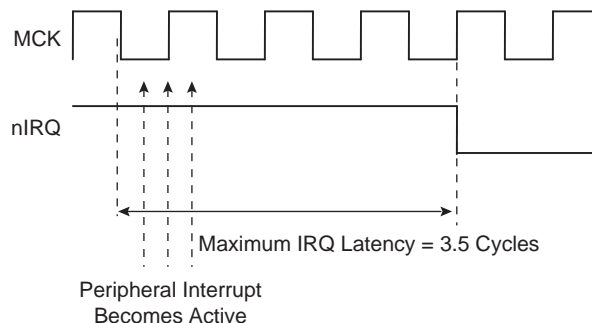 MCK
nIRQ
Maximum IRQ Latency = 3.5 Cycles
Peripheral Interrupt
Becomes Active